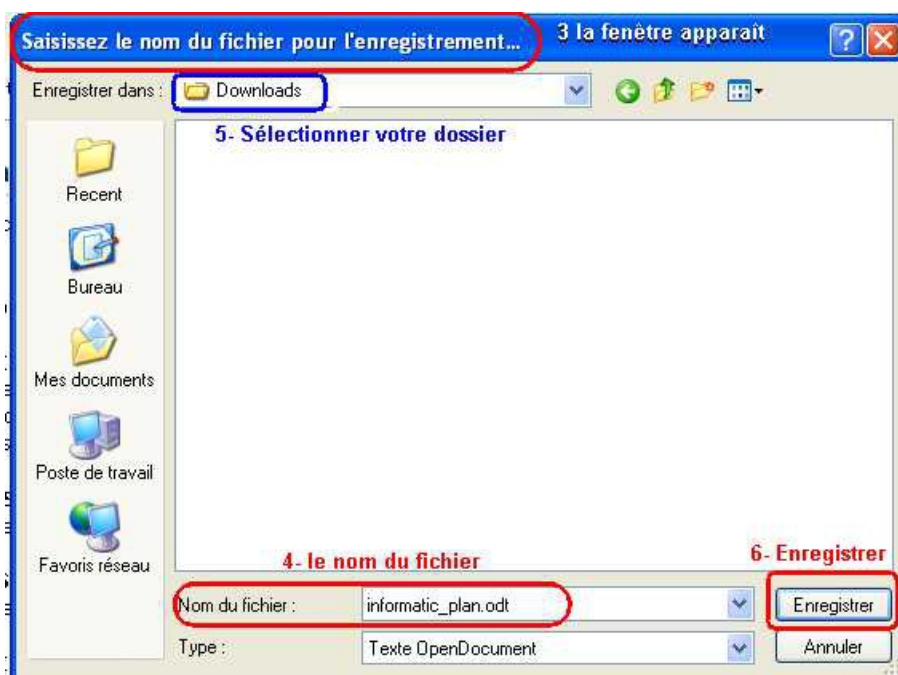 Saisissez le nom du fichier pour l'enregistrement... 3 la fenêtre apparaît
Enregistrer dans : Downloads
5- Sélectionner votre dossier
Recent
Bureau
Mes documents
Poste de travail
Favoris réseau
4- le nom du fichier
6- Enregistrer
Nom du fichier : informatic_plan.odt Enregistrer
Type : Texte OpenDocument Annuler